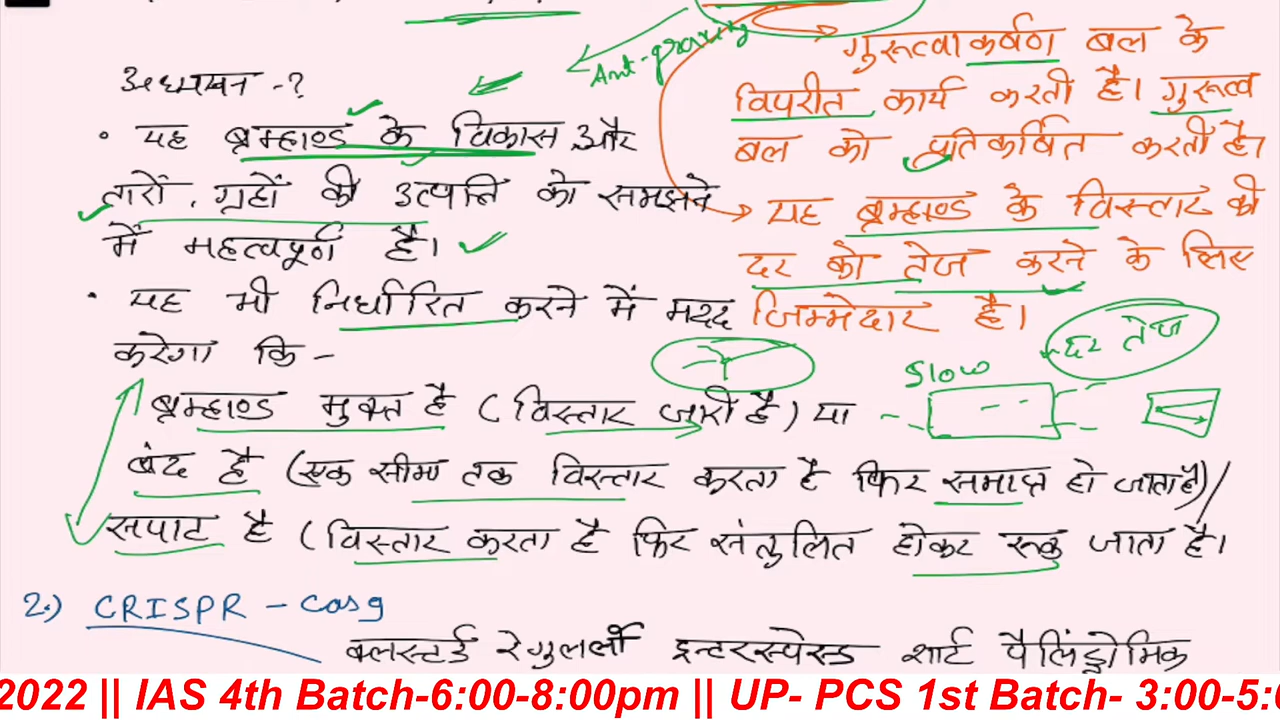 Anti-gravity
गुरुत्वाकर्षण बल के
विपरीत कार्य करती है। गुरुत्व
बल को प्रतिकर्षित करती है।
यह ब्रम्हाण्ड के विस्तार की
दर को तेज करने के लिए
जिम्मेदार है।
अध्ययन -?
• यह ब्रम्हाण्ड के विकास और
तारों, ग्रहों की उत्पत्ति को समझने
में महत्वपूर्ण है।
• यह भी निर्धारित करने में मदद
करेगा कि -
दर तेज
Slow
ब्रम्हाण्ड मुक्त है (विस्तार जारी है) या
बंद है (एक सीमा तक विस्तार करता है फिर समाप्त हो जाता है)/
सपाट है (विस्तार करता है फिर संतुलित होकर रूक जाता है।
2.) CRISPR - Cas9
क्लस्टर्ड रेगुलर्ली इन्टरस्पेस्ड शार्ट पैलिंड्रोमिक
2022 || IAS 4th Batch-6:00-8:00pm || UP- PCS 1st Batch- 3:00-5:0